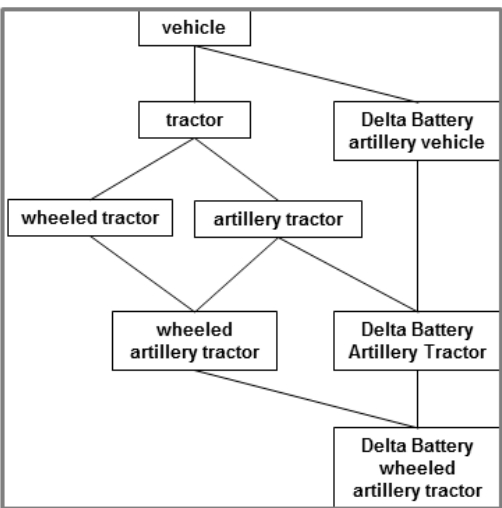 vehicle
tractor
Delta Battery
artillery vehicle
wheeled tractor
artillery tractor
wheeled
artillery tractor
Delta Battery
Artillery Tractor
Delta Battery
wheeled
artillery tractor